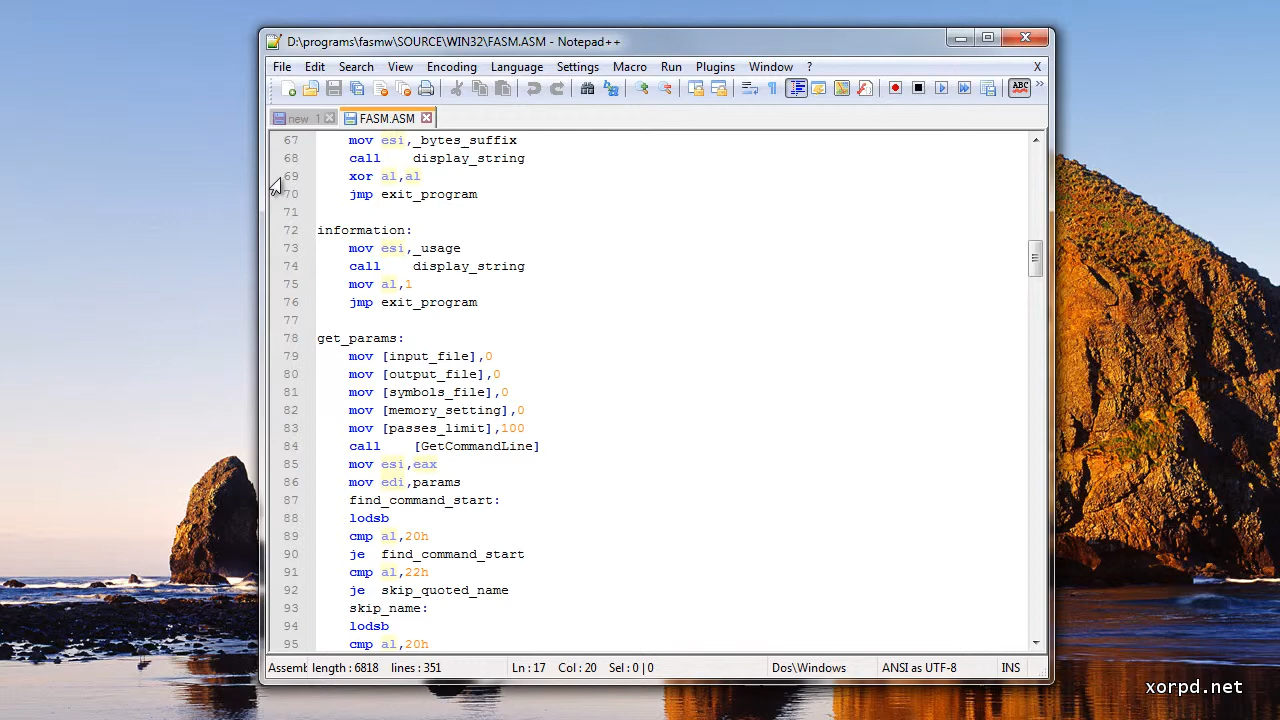 D:\programs\fasmw\SOURCE\WIN32\FASM.ASM - Notepad++
File Edit Search View Encoding Language Settings Macro Run Plugins Window ? X
ABC »
new 1 FASM.ASM
67 mov esi,_bytes_suffix
68 call display_string
69 xor al,al
70 jmp exit_program
71
72 information:
73 mov esi,_usage
74 call display_string
75 mov al,1
76 jmp exit_program
77
78 get_params:
79 mov [input_file],0
80 mov [output_file],0
81 mov [symbols_file],0
82 mov [memory_setting],0
83 mov [passes_limit],100
84 call [GetCommandLine]
85 mov esi,eax
86 mov edi,params
87 find_command_start:
88 lodsb
89 cmp al,20h
90 je find_command_start
91 cmp al,22h
92 je skip_quoted_name
93 skip_name:
94 lodsb
95 cmp al,20h
Assemb length : 6818 lines : 351 Ln : 17 Col : 20 Sel : 0 | 0 Dos\Windows ANSI as UTF-8 INS
xorpd.net